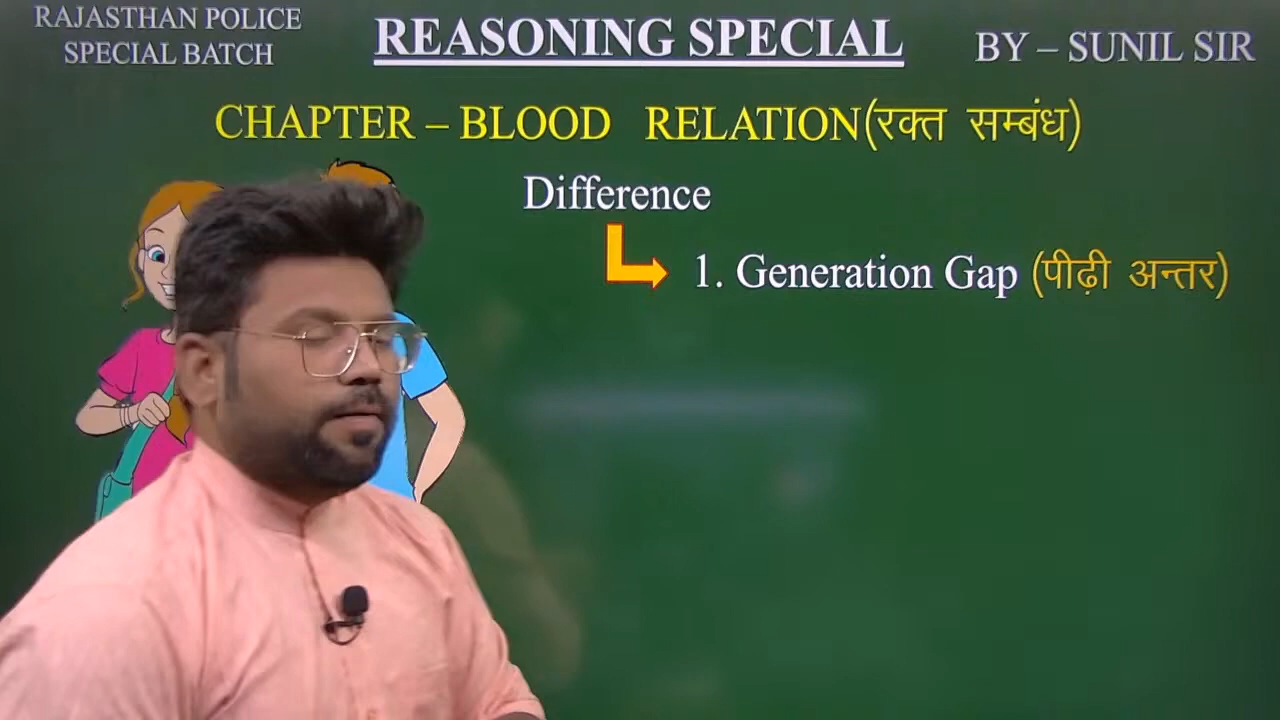 RAJASTHAN POLICE
SPECIAL BATCH
REASONING SPECIAL
BY – SUNIL SIR
CHAPTER – BLOOD RELATION(रक्त सम्बंध)
Difference
1. Generation Gap (पीढ़ी अन्तर)